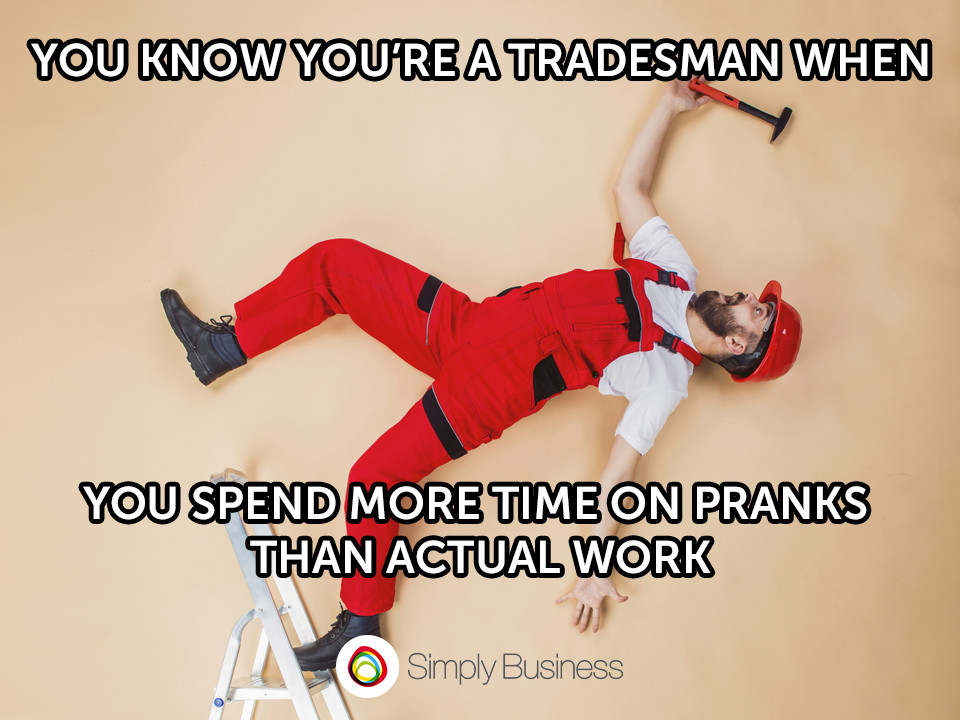 YOU KNOW YOU'RE A TRADESMAN WHEN
YOU SPEND MORE TIME ON PRANKS
THAN ACTUAL WORK
Simply Business